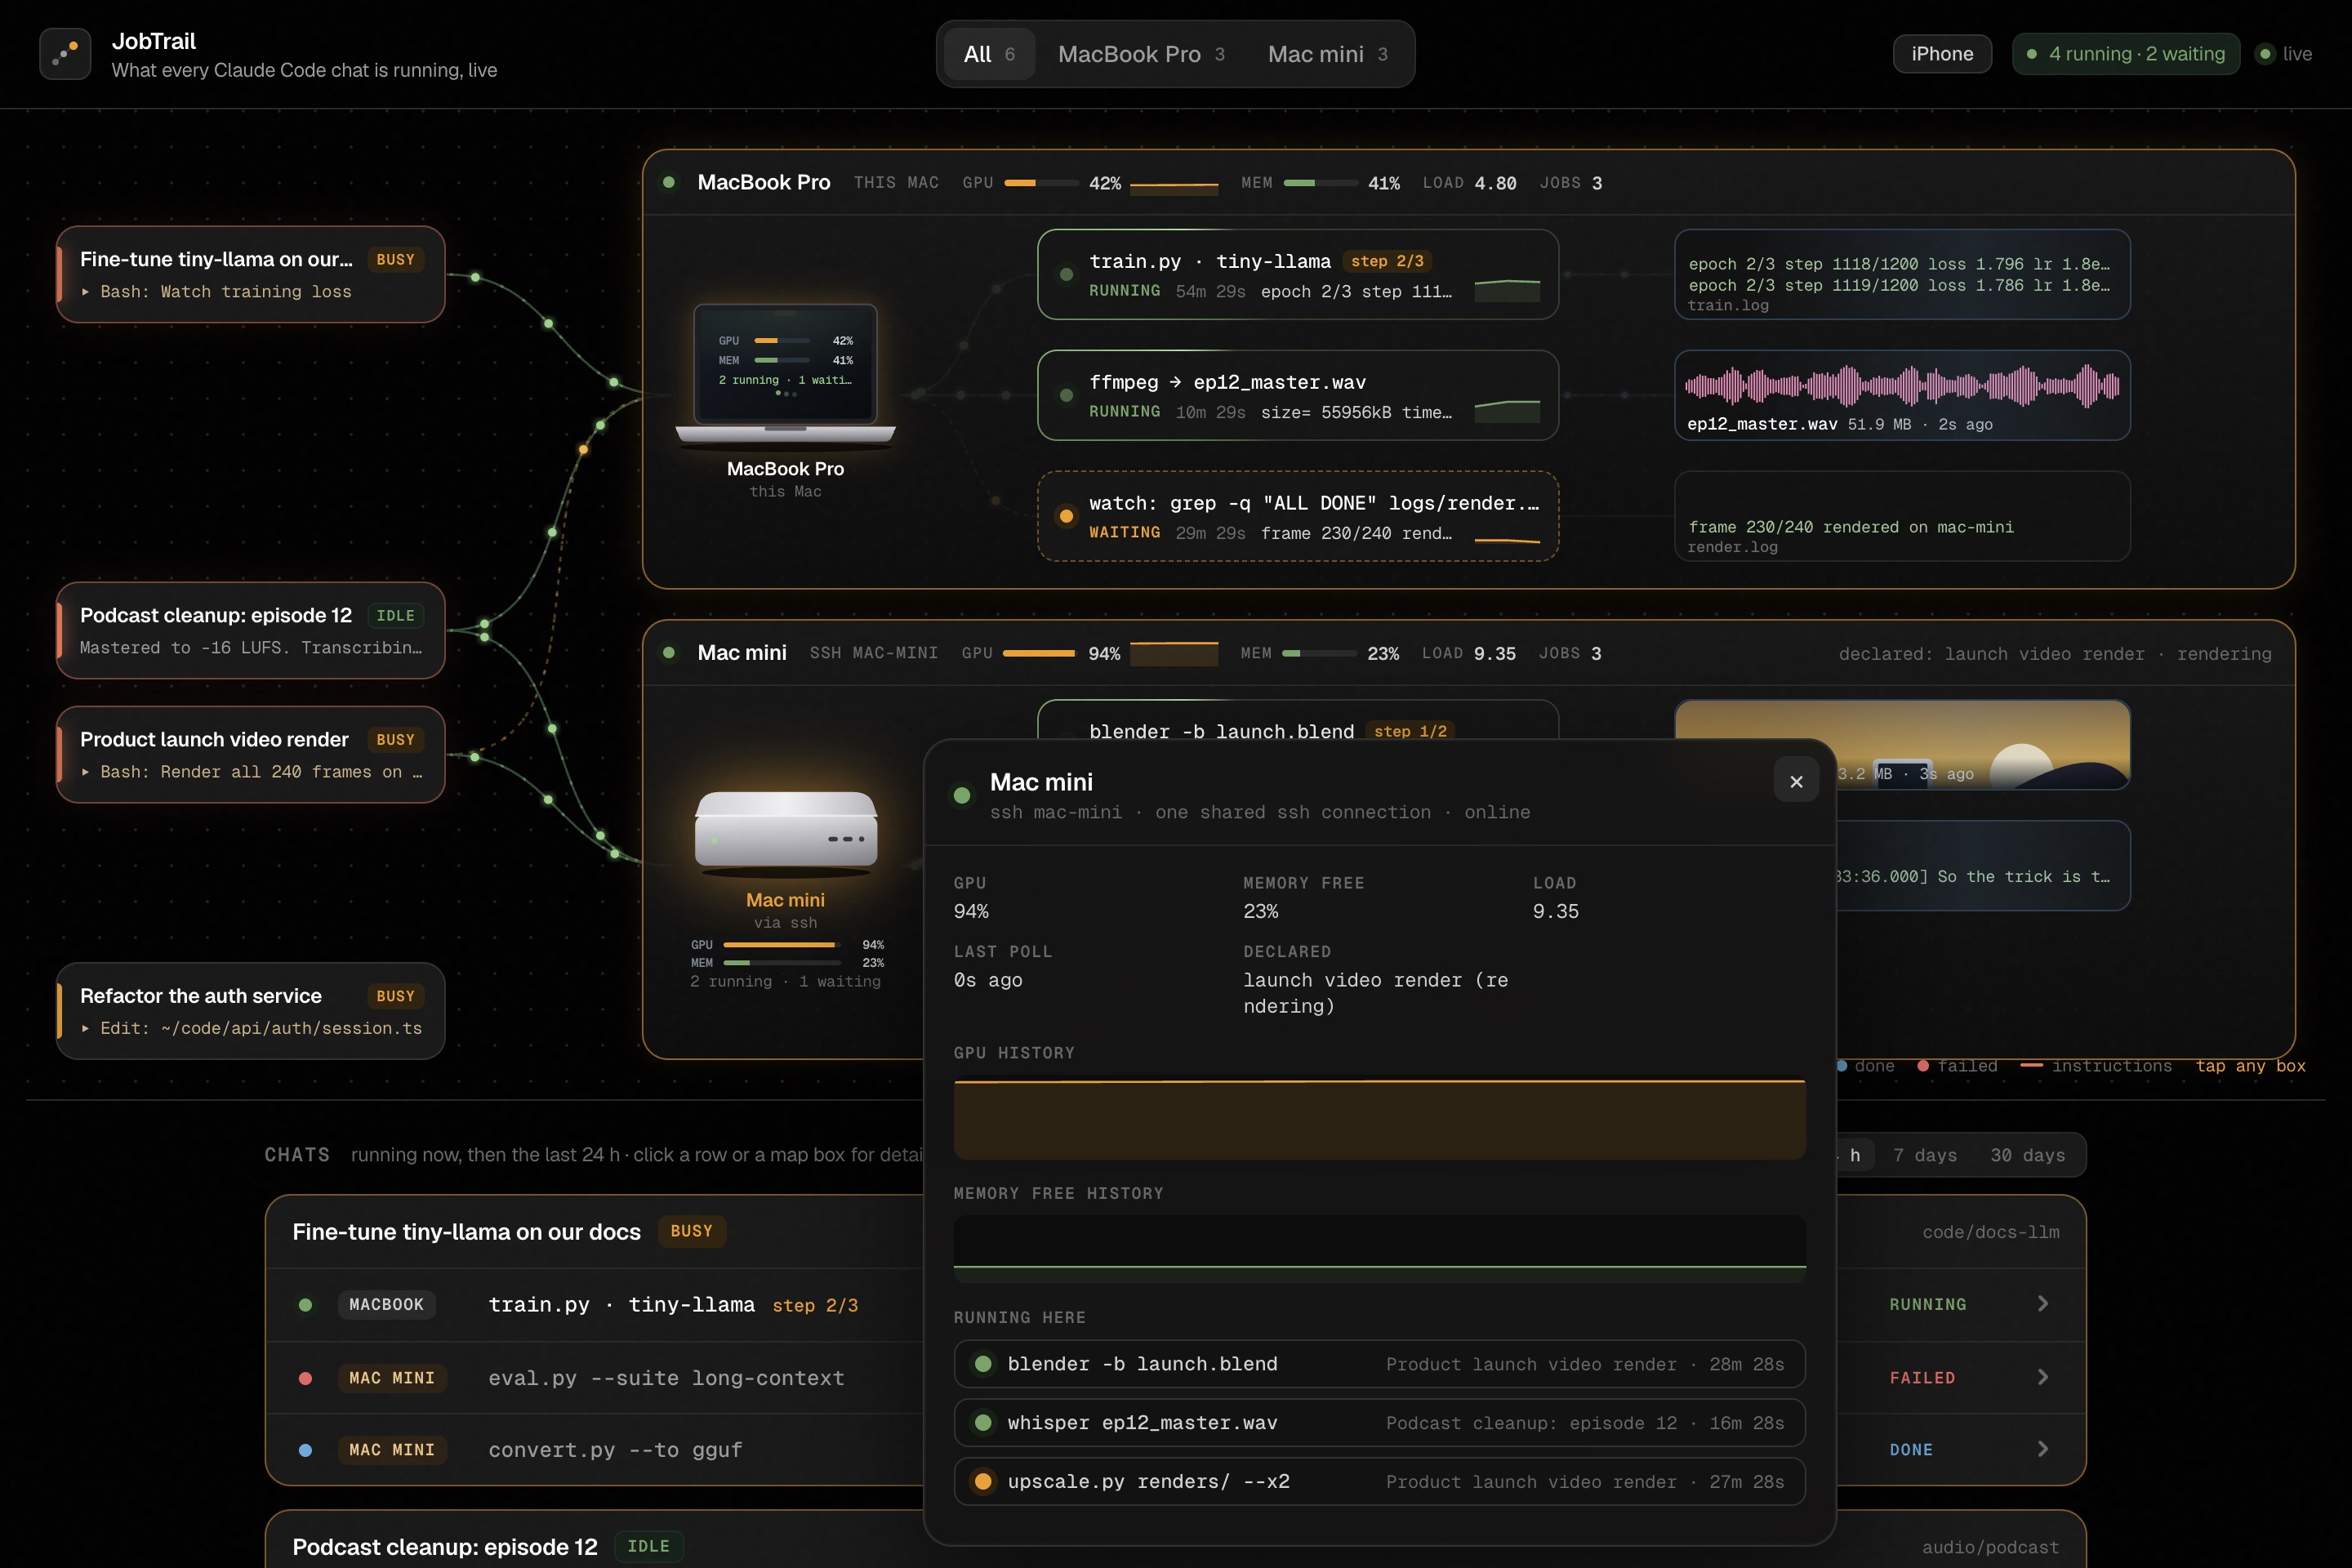 JobTrail
What every Claude Code chat is running, live
All 6 MacBook Pro 3 Mac mini 3
iPhone
4 running · 2 waiting
live
MacBook Pro THIS MAC GPU 42% MEM 41% LOAD 4.80 JOBS 3
Fine-tune tiny-llama on our… BUSY
▸ Bash: Watch training loss
GPU 42%
MEM 41%
2 running · 1 waiti…
MacBook Pro
this Mac
train.py · tiny-llama step 2/3
RUNNING 54m 29s epoch 2/3 step 111…
epoch 2/3 step 1118/1200 loss 1.796 lr 1.8e…
epoch 2/3 step 1119/1200 loss 1.786 lr 1.8e…
train.log
ffmpeg → ep12_master.wav
RUNNING 10m 29s size= 55956kB time…
ep12_master.wav 51.9 MB · 2s ago
watch: grep -q "ALL DONE" logs/render.…
WAITING 29m 29s frame 230/240 rend…
frame 230/240 rendered on mac-mini
render.log
Podcast cleanup: episode 12 IDLE
Mastered to -16 LUFS. Transcribin…
Product launch video render BUSY
▸ Bash: Render all 240 frames on …
Refactor the auth service BUSY
▸ Edit: ~/code/api/auth/session.ts
Mac mini SSH MAC-MINI GPU 94% MEM 23% LOAD 9.35 JOBS 3
declared: launch video render · rendering
Mac mini
via ssh
GPU 94%
MEM 23%
2 running · 1 waiting
blender -b launch.blend step 1/2
3.2 MB · 3s ago
33:36.000] So the trick is t…
done failed instructions tap any box
Mac mini
ssh mac-mini · one shared ssh connection · online
×
GPU MEMORY FREE LOAD
94% 23% 9.35
LAST POLL DECLARED
0s ago launch video render (re
ndering)
GPU HISTORY
MEMORY FREE HISTORY
RUNNING HERE
blender -b launch.blend Product launch video render · 28m 28s
whisper ep12_master.wav Podcast cleanup: episode 12 · 16m 28s
upscale.py renders/ --x2 Product launch video render · 27m 28s
CHATS running now, then the last 24 h · click a row or a map box for detai
h 7 days 30 days
Fine-tune tiny-llama on our docs BUSY code/docs-llm
MACBOOK train.py · tiny-llama step 2/3 RUNNING
MAC MINI eval.py --suite long-context FAILED
MAC MINI convert.py --to gguf DONE
Podcast cleanup: episode 12 IDLE audio/podcast